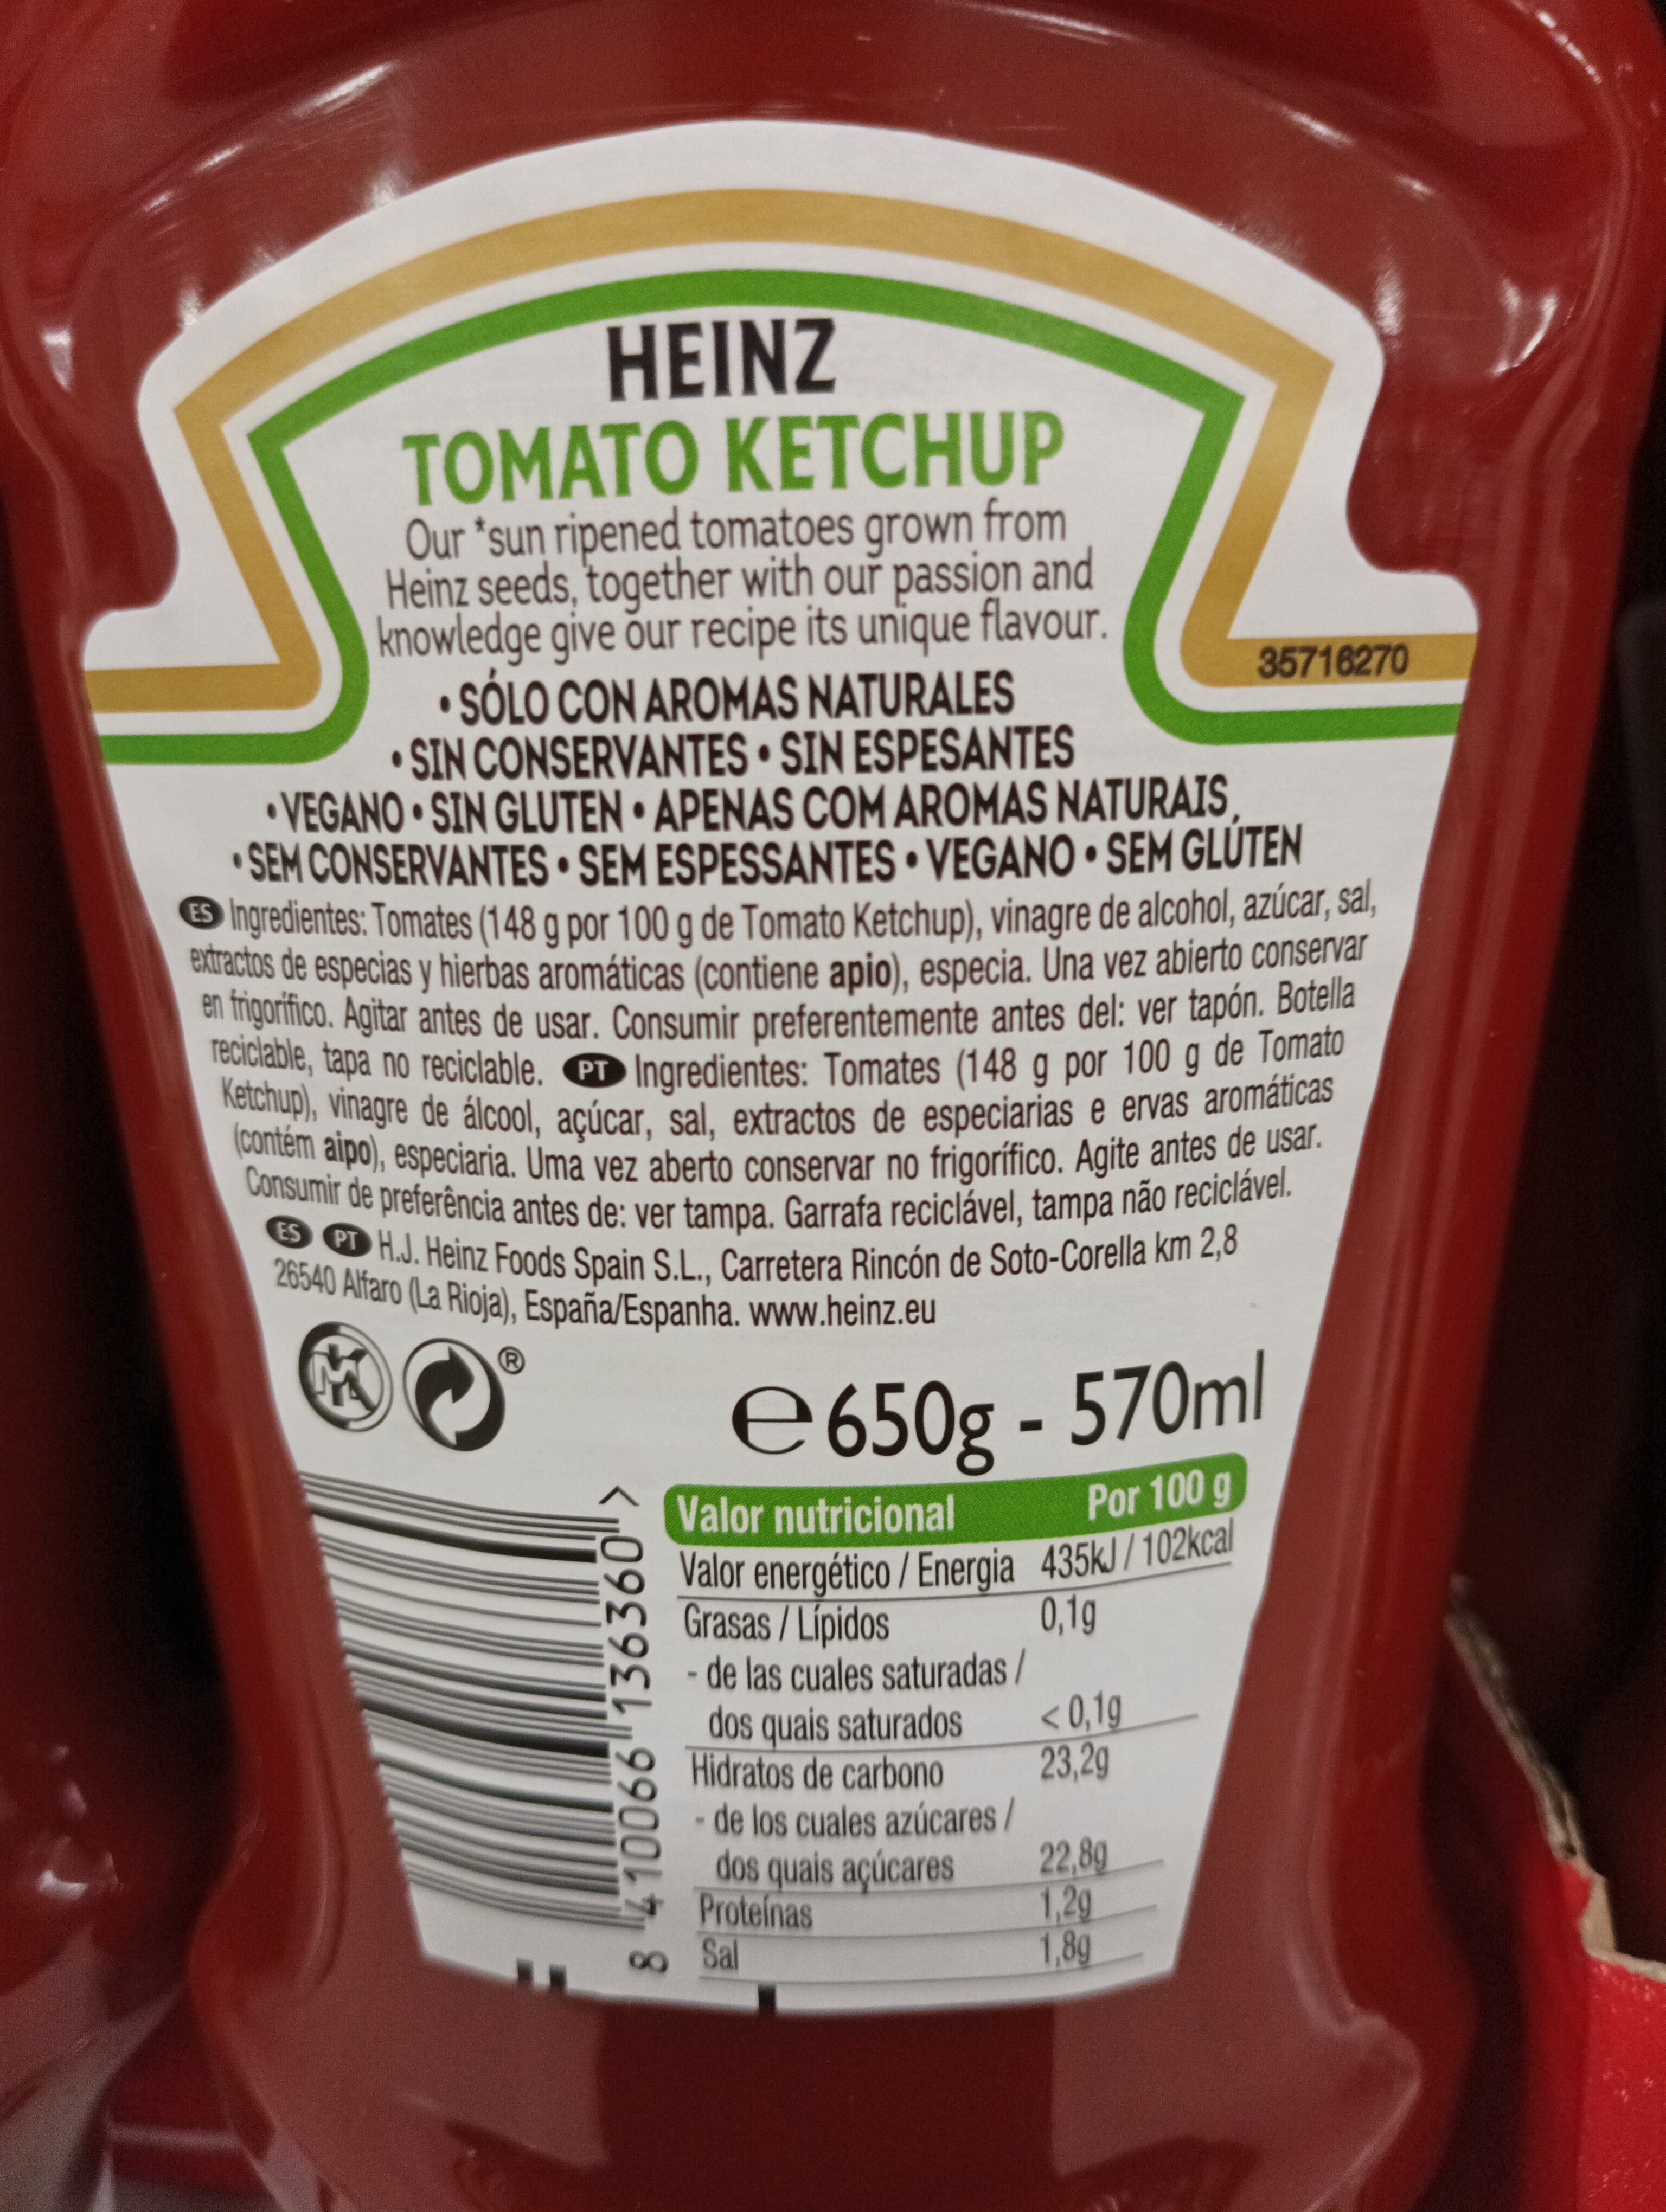 HEINZ
TOMATO KETCHUP
Our *sun ripened tomatoes grown from
Heinz seeds, together with our passion and
knowledge give our recipe its unique flavour.
35716270
• SÓLO CON AROMAS NATURALES
• SIN CONSERVANTES • SIN ESPESANTES
• VEGANO • SIN GLUTEN • APENAS COM AROMAS NATURAIS
• SEM CONSERVANTES • SEM ESPESSANTES • VEGANO • SEM GLÚTEN
ES Ingredientes: Tomates (148 g por 100 g de Tomato Ketchup), vinagre de alcohol, azúcar, sal,
extractos de especias y hierbas aromáticas (contiene apio), especia. Una vez abierto conservar
en frigorífico. Agitar antes de usar. Consumir preferentemente antes del: ver tapón. Botella
reciclable, tapa no reciclable. PT Ingredientes: Tomates (148 g por 100 g de Tomato
Ketchup), vinagre de álcool, açúcar, sal, extractos de especiarias e ervas aromáticas
(contém aipo), especiaria. Uma vez aberto conservar no frigorífico. Agite antes de usar.
Consumir de preferência antes de: ver tampa. Garrafa reciclável, tampa não reciclável.
ES PT H.J. Heinz Foods Spain S.L., Carretera Rincón de Soto-Corella km 2,8
26540 Alfaro (La Rioja), España/Espanha. www.heinz.eu
®
e 650g - 570ml
Valor nutricional Por 100 g
Valor energético / Energia 435kJ / 102kcal
Grasas / Lípidos 0,1g
- de las cuales saturadas /
dos quais saturados < 0,1g
Hidratos de carbono 23,2g
- de los cuales azúcares /
dos quais açúcares 22,8g
Proteínas 1,2g
Sal 1,8g
8 410066 136360 >